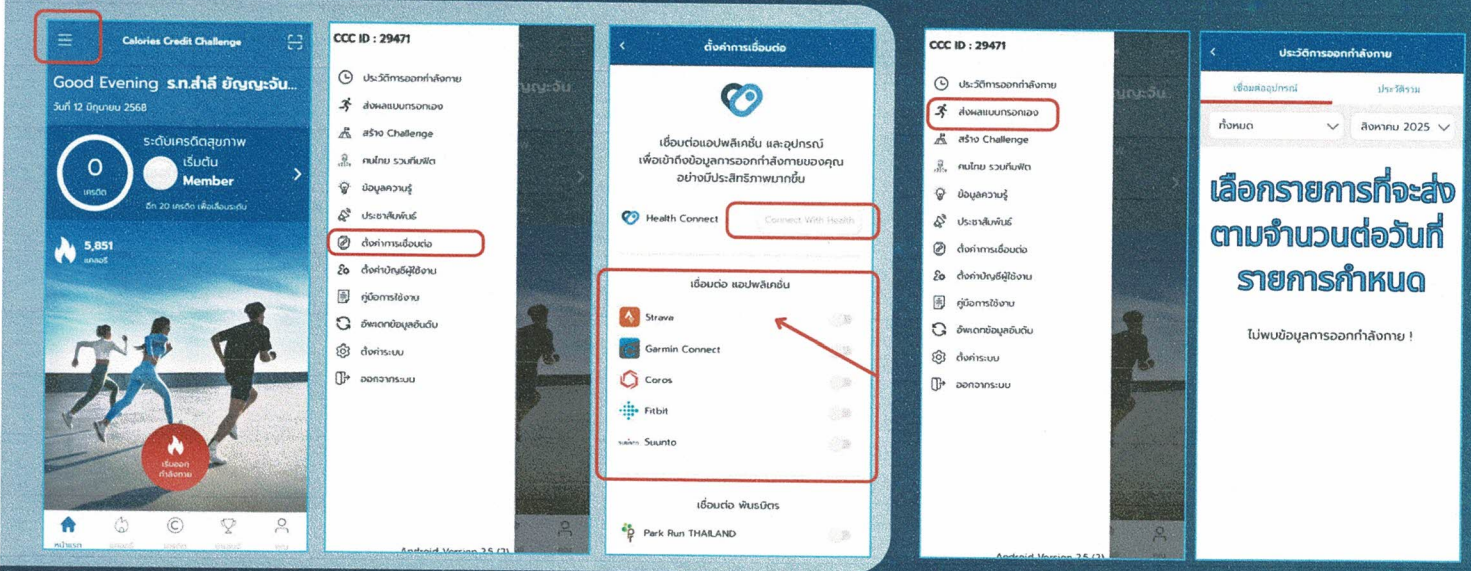 Calories Credit Challenge
Good Evening ร.ท.สำลี ยัญญะจัน...
วันที่ 12 มิถุนายน 2568
ระดับเครดิตสุขภาพ
0
เครดิต
เริ่มต้น
Member
อีก 20 เครดิต เพื่อเลื่อนระดับ
5,851
แคลอรี
เริ่มออก
กำลังกาย
หน้าแรก
CCC ID : 29471
ประวัติการออกกำลังกาย
ส่งผลแบบกรอกเอง
สร้าง Challenge
คนไทย รวมทีมฟิต
ข้อมูลความรู้
ประชาสัมพันธ์
ตั้งค่าการเชื่อมต่อ
ตั้งค่าบัญชีผู้ใช้งาน
คู่มือการใช้งาน
อัพเดทข้อมูลอันดับ
ตั้งค่าระบบ
ออกจากระบบ
Android Version 2.5 (2)
ตั้งค่าการเชื่อมต่อ
เชื่อมต่อแอปพลิเคชั่น และอุปกรณ์
เพื่อเข้าถึงข้อมูลการออกกำลังกายของคุณ
อย่างมีประสิทธิภาพมากขึ้น
Health Connect
Connect With Health
เชื่อมต่อ แอปพลิเคชั่น
Strava
Garmin Connect
Coros
Fitbit
Suunto
เชื่อมต่อ พันธมิตร
Park Run THAILAND
CCC ID : 29471
ประวัติการออกกำลังกาย
ส่งผลแบบกรอกเอง
สร้าง Challenge
คนไทย รวมทีมฟิต
ข้อมูลความรู้
ประชาสัมพันธ์
ตั้งค่าการเชื่อมต่อ
ตั้งค่าบัญชีผู้ใช้งาน
คู่มือการใช้งาน
อัพเดทข้อมูลอันดับ
ตั้งค่าระบบ
ออกจากระบบ
Android Version 2.5 (2)
ประวัติการออกกำลังกาย
เชื่อมต่ออุปกรณ์ ประวัติรวม
ทั้งหมด สิงหาคม 2025
เลือกรายการที่จะส่ง
ตามจำนวนต่อวันที่
รายการกำหนด
ไม่พบข้อมูลการออกกำลังกาย !